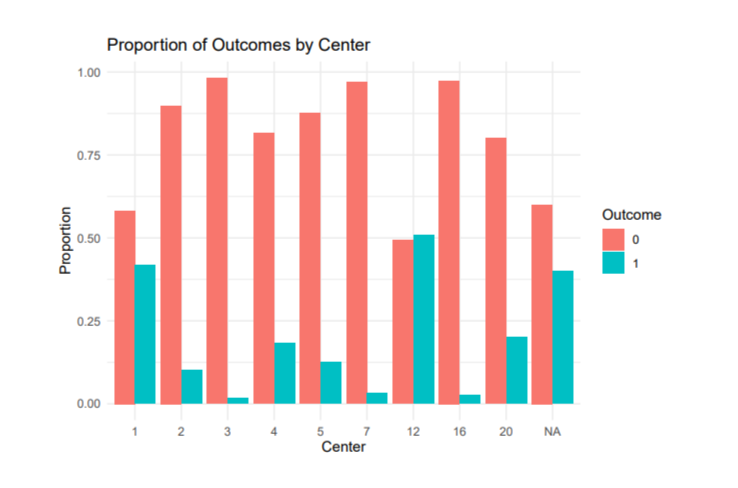 Proportion of Outcomes by Center
1.00
0.75
0.50
0.25
0.00
Proportion
1 2 3 4 5 7 12 16 20 NA
Center
Outcome
0
1